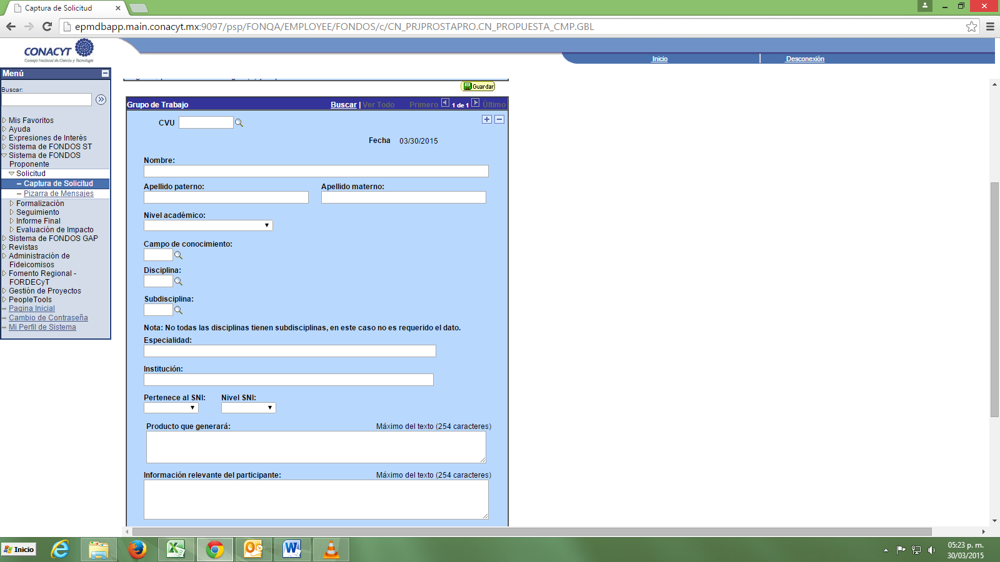 Captura de Solicitud
epmdbapp.main.conacyt.mx:9097/psp/FONQA/EMPLOYEE/FONDOS/c/CN_PRJPROSTAPRO.CN_PROPUESTA_CMP.GBL
CONACYT
Consejo Nacional de Ciencia y Tecnología
Inicio
Desconexión
Menú
Buscar:
Mis Favoritos
Ayuda
Expresiones de Interés
Sistema de FONDOS ST
Sistema de FONDOS
Proponente
Solicitud
Captura de Solicitud
Pizarra de Mensajes
Formalización
Seguimiento
Informe Final
Evaluación de Impacto
Sistema de FONDOS GAP
Revistas
Administración de
Fideicomisos
Fomento Regional -
FORDECyT
Gestión de Proyectos
PeopleTools
Pagina Inicial
Cambio de Contraseña
Mi Perfil de Sistema
Guardar
Grupo de Trabajo Buscar | Ver Todo Primero 1 de 1 Último
CVU
Fecha 03/30/2015
Nombre:
Apellido paterno: Apellido materno:
Nivel académico:
Campo de conocimiento:
Disciplina:
Subdisciplina:
Nota: No todas las disciplinas tienen subdisciplinas, en este caso no es requerido el dato.
Especialidad:
Institución:
Pertenece al SNI: Nivel SNI:
Producto que generará: Máximo del texto (254 caracteres)
Información relevante del participante: Máximo del texto (254 caracteres)
Inicio
05:23 p. m.
30/03/2015